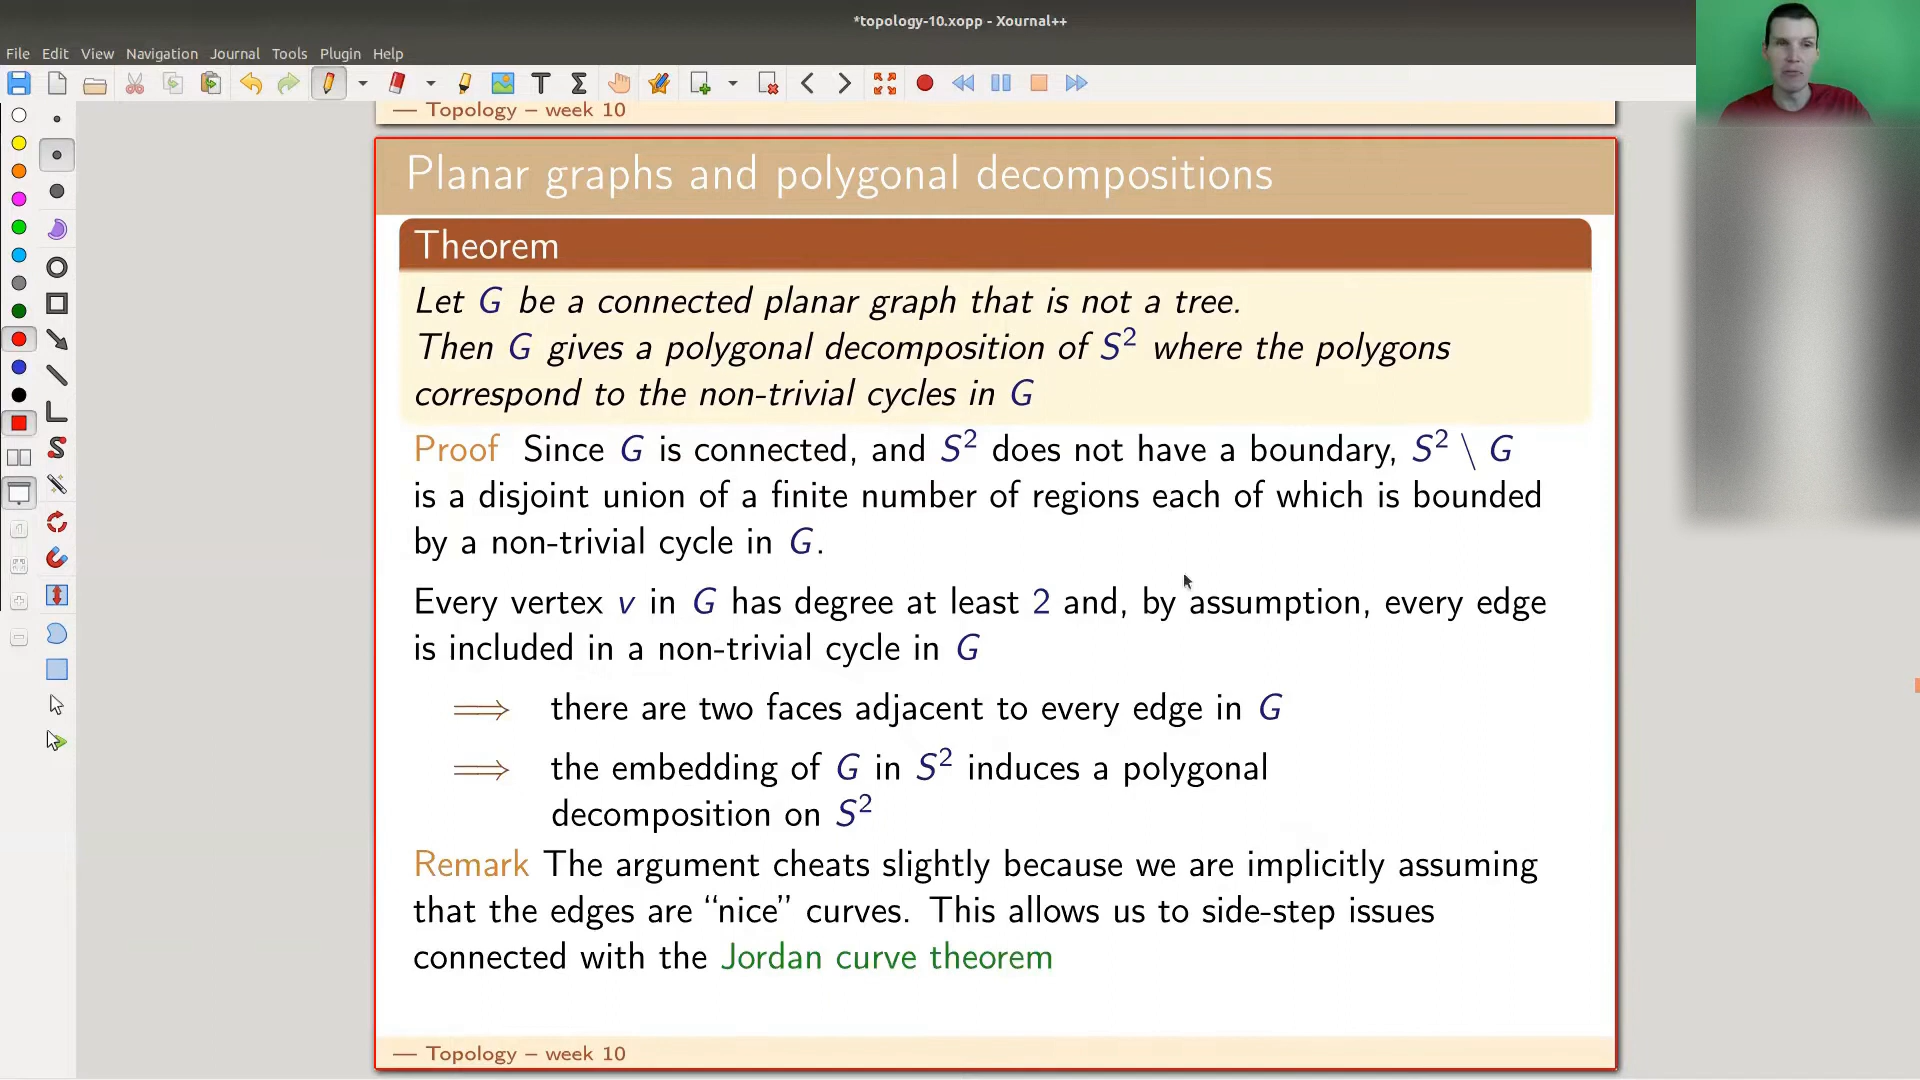 *topology-10.xopp - Xournal++
File Edit View Navigation Journal Tools Plugin Help
— Topology – week 10
Planar graphs and polygonal decompositions
Theorem
Let G be a connected planar graph that is not a tree.
Then G gives a polygonal decomposition of S² where the polygons
correspond to the non-trivial cycles in G
Proof Since G is connected, and S² does not have a boundary, S² \ G
is a disjoint union of a finite number of regions each of which is bounded
by a non-trivial cycle in G.
Every vertex v in G has degree at least 2 and, by assumption, every edge
is included in a non-trivial cycle in G
⟹ there are two faces adjacent to every edge in G
⟹ the embedding of G in S² induces a polygonal
decomposition on S²
Remark The argument cheats slightly because we are implicitly assuming
that the edges are “nice” curves. This allows us to side-step issues
connected with the Jordan curve theorem
— Topology – week 10